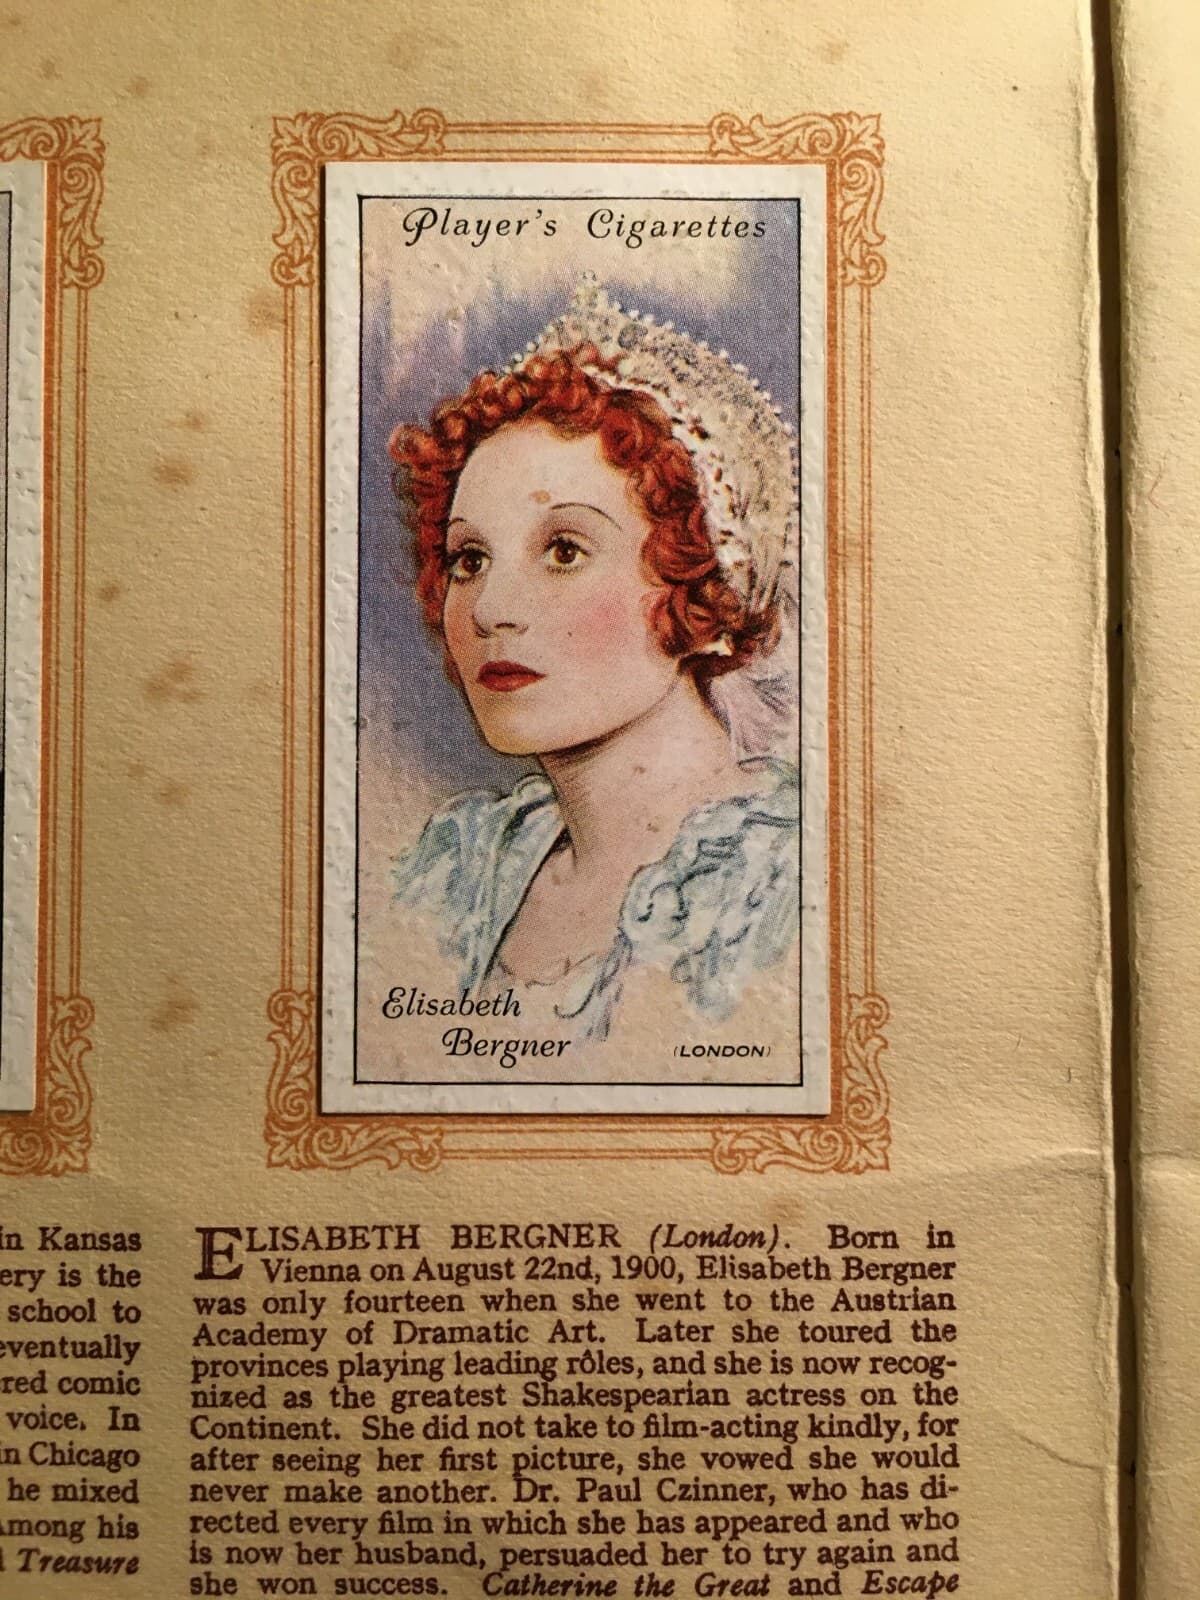 Player's Cigarettes
Elisabeth
Bergner
(LONDON)
in Kansas
ery is the
school to
eventually
red comic
voice. In
in Chicago
he mixed
Among his
Treasure
ELISABETH BERGNER (London). Born in
Vienna on August 22nd, 1900, Elisabeth Bergner
was only fourteen when she went to the Austrian
Academy of Dramatic Art. Later she toured the
provinces playing leading rôles, and she is now recog-
nized as the greatest Shakespearian actress on the
Continent. She did not take to film-acting kindly, for
after seeing her first picture, she vowed she would
never make another. Dr. Paul Czinner, who has di-
rected every film in which she has appeared and who
is now her husband, persuaded her to try again and
she won success. Catherine the Great and Escape